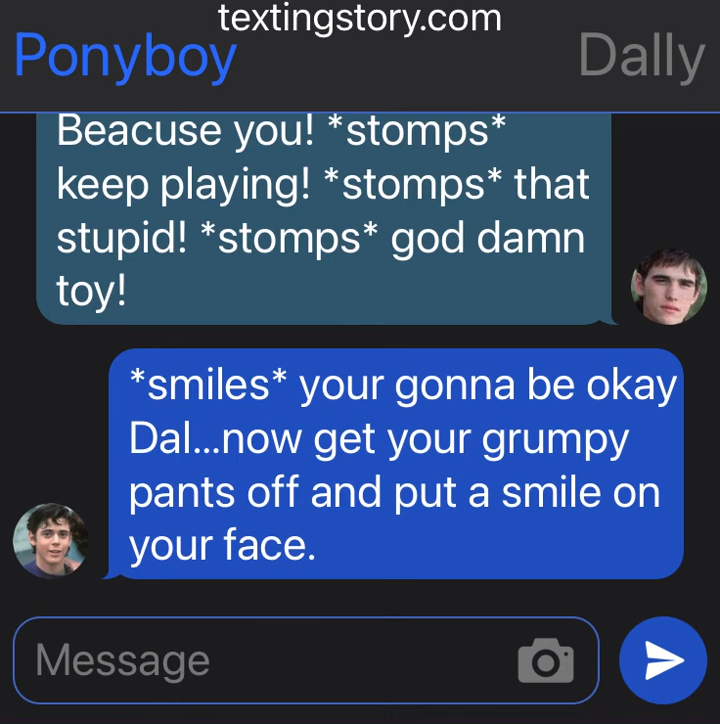 textingstory.com
Ponyboy
Dally
Beacuse you! *stomps*
keep playing! *stomps* that
stupid! *stomps* god damn
toy!
*smiles* your gonna be okay
Dal...now get your grumpy
pants off and put a smile on
your face.
Message